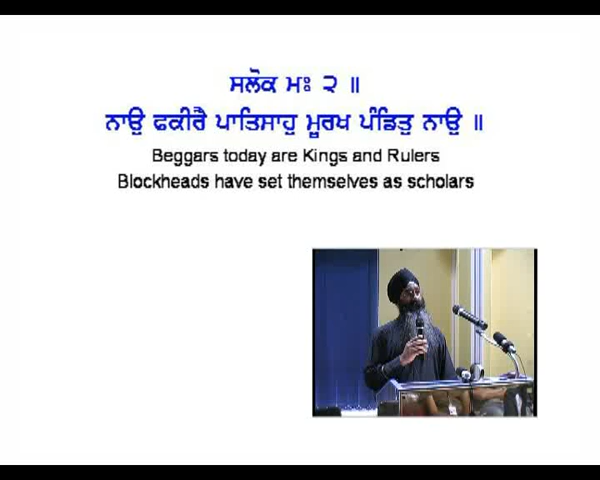 ਸਲੋਕ ਮਃ ੨ ॥
ਨਾਉ ਫਕੀਰੈ ਪਾਤਿਸਾਹੁ ਮੂਰਖ ਪੰਡਿਤੁ ਨਾਉ ॥
Beggars today are Kings and Rulers
Blockheads have set themselves as scholars